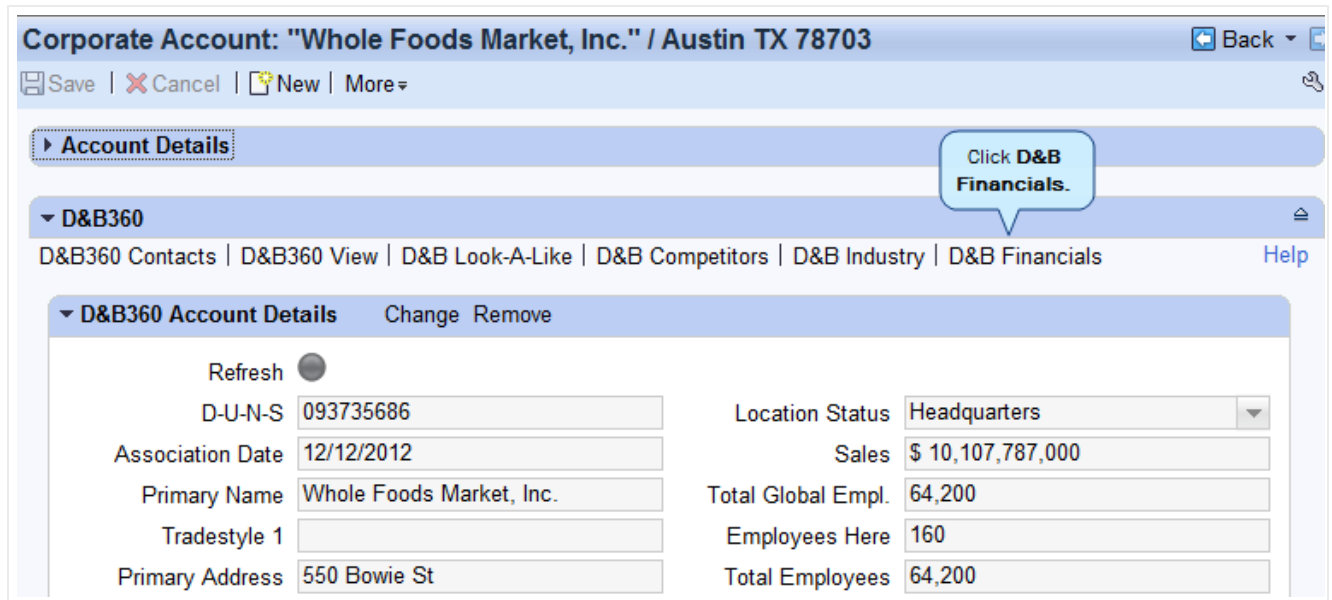 Corporate Account: "Whole Foods Market, Inc." / Austin TX 78703 Back
Save | Cancel | New | More
Account Details
Click D&B
Financials.
D&B360
D&B360 Contacts | D&B360 View | D&B Look-A-Like | D&B Competitors | D&B Industry | D&B Financials Help
D&B360 Account Details Change Remove
Refresh
D-U-N-S 093735686 Location Status Headquarters
Association Date 12/12/2012 Sales $ 10,107,787,000
Primary Name Whole Foods Market, Inc. Total Global Empl. 64,200
Tradestyle 1 Employees Here 160
Primary Address 550 Bowie St Total Employees 64,200